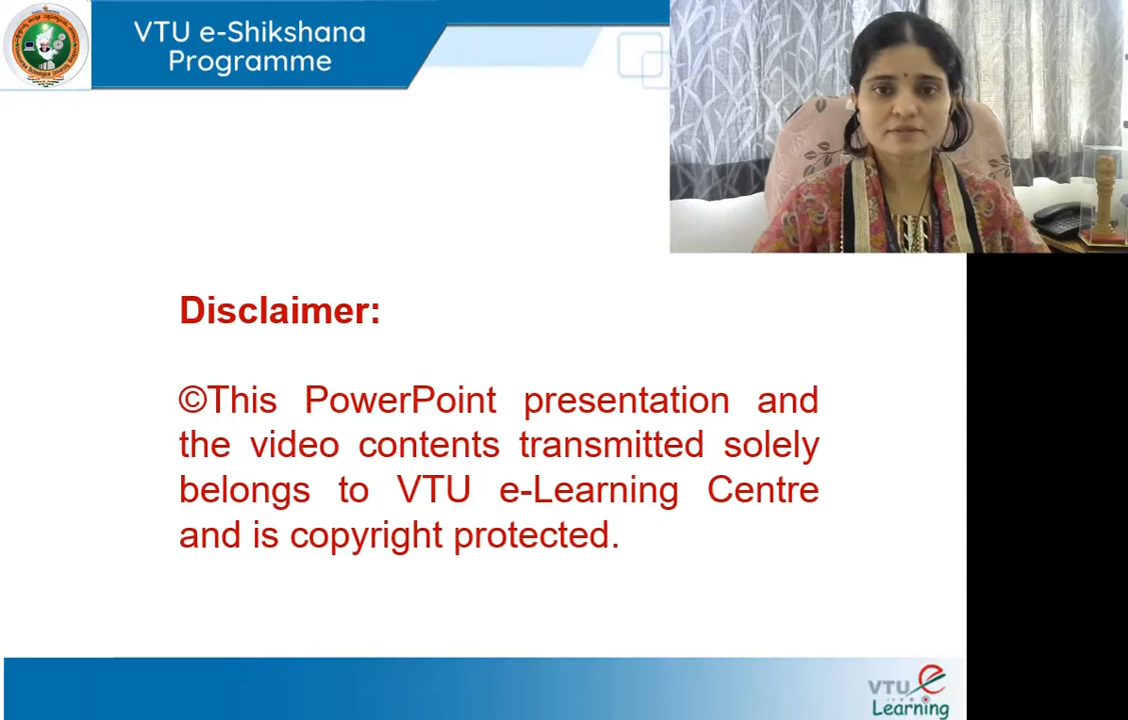 VTU e-Shikshana
Programme
Disclaimer:
©This PowerPoint presentation and
the video contents transmitted solely
belongs to VTU e-Learning Centre
and is copyright protected.
VTU e
Learning